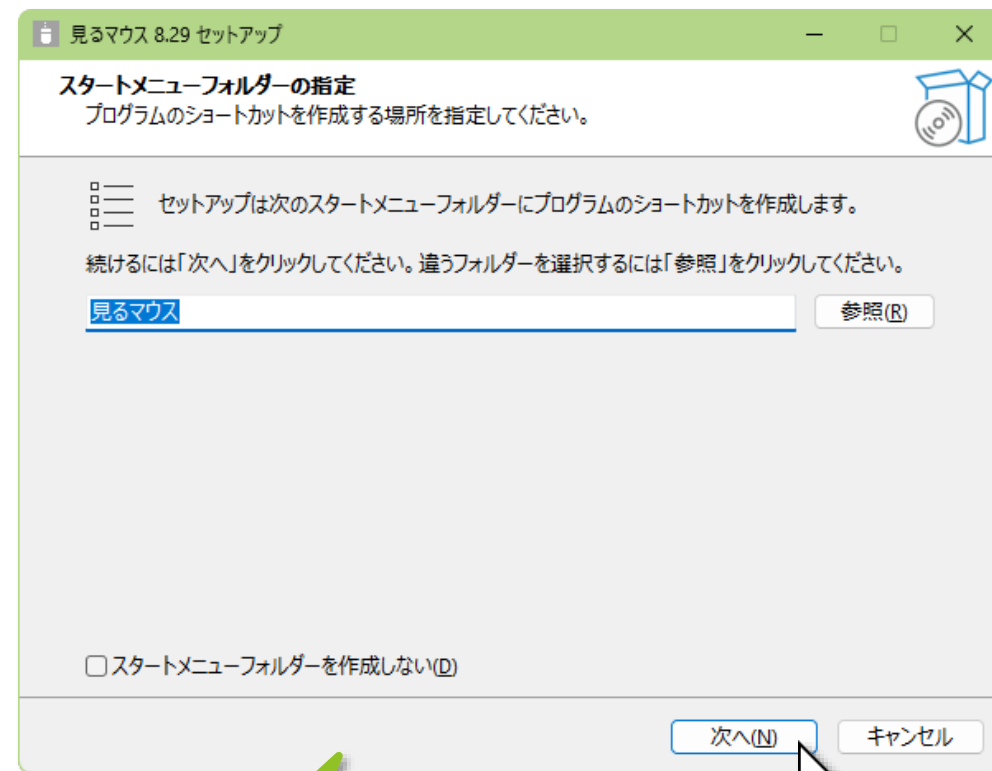 見るマウス 8.29 セットアップ
スタートメニューフォルダーの指定
プログラムのショートカットを作成する場所を指定してください。
セットアップは次のスタートメニューフォルダーにプログラムのショートカットを作成します。
続けるには「次へ」をクリックしてください。違うフォルダーを選択するには「参照」をクリックしてください。
見るマウス 参照(R)
スタートメニューフォルダーを作成しない(D)
次へ(N) キャンセル